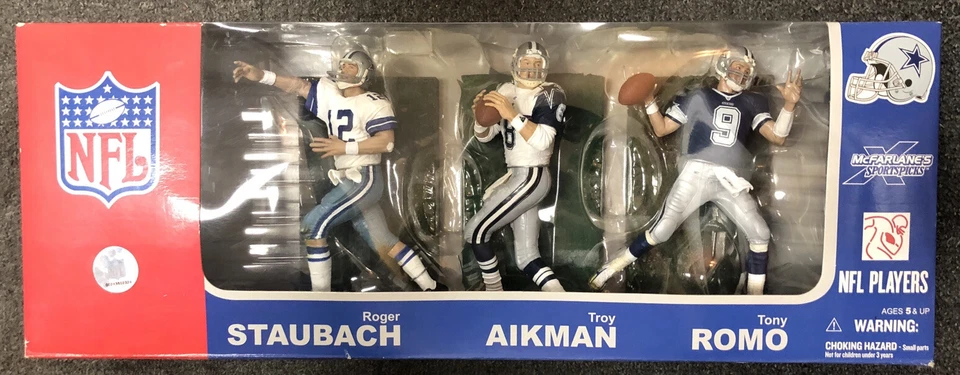 NFL
12
8
9
Roger
STAUBACH
Troy
AIKMAN
Tony
ROMO
McFARLANE'S
SPORTSPICKS™
NFL PLAYERS
AGES 5 & UP
WARNING:
CHOKING HAZARD - Small parts
Not for children under 3 years